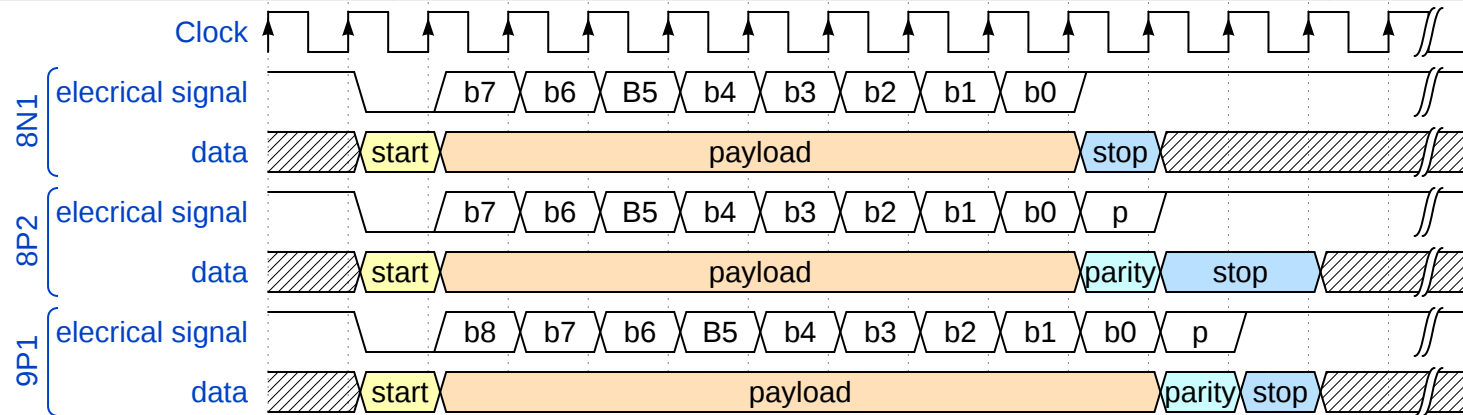 Clock
8N1
elecrical signal b7 b6 B5 b4 b3 b2 b1 b0
data start payload stop
8P2
elecrical signal b7 b6 B5 b4 b3 b2 b1 b0 p
data start payload parity stop
9P1
elecrical signal b8 b7 b6 B5 b4 b3 b2 b1 b0 p
data start payload parity stop